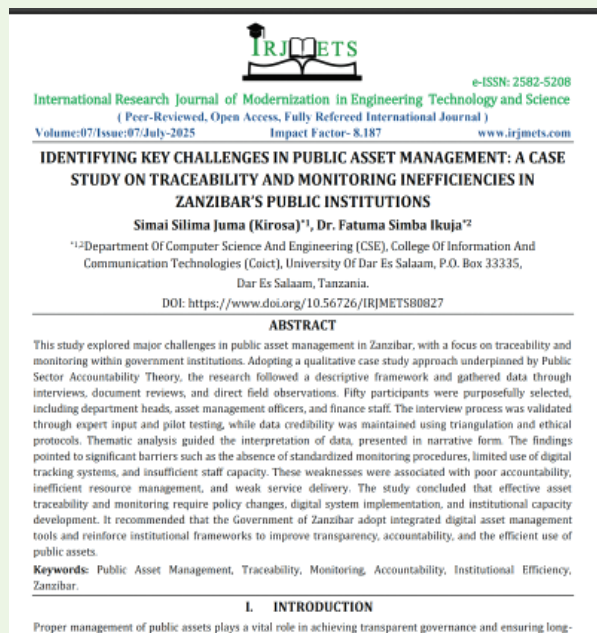 IRJMETS
e-ISSN: 2582-5208
International Research Journal of Modernization in Engineering Technology and Science
( Peer-Reviewed, Open Access, Fully Refereed International Journal )
Volume:07/Issue:07/July-2025 Impact Factor- 8.187 www.irjmets.com
IDENTIFYING KEY CHALLENGES IN PUBLIC ASSET MANAGEMENT: A CASE
STUDY ON TRACEABILITY AND MONITORING INEFFICIENCIES IN
ZANZIBAR'S PUBLIC INSTITUTIONS
Simai Silima Juma (Kirosa)*1, Dr. Fatuma Simba Ikuja*2
*1,2Department Of Computer Science And Engineering (CSE), College Of Information And
Communication Technologies (Coict), University Of Dar Es Salaam, P.O. Box 33335,
Dar Es Salaam, Tanzania.
DOI: https://www.doi.org/10.56726/IRJMETS80827
ABSTRACT
This study explored major challenges in public asset management in Zanzibar, with a focus on traceability and
monitoring within government institutions. Adopting a qualitative case study approach underpinned by Public
Sector Accountability Theory, the research followed a descriptive framework and gathered data through
interviews, document reviews, and direct field observations. Fifty participants were purposefully selected,
including department heads, asset management officers, and finance staff. The interview process was validated
through expert input and pilot testing, while data credibility was maintained using triangulation and ethical
protocols. Thematic analysis guided the interpretation of data, presented in narrative form. The findings
pointed to significant barriers such as the absence of standardized monitoring procedures, limited use of digital
tracking systems, and insufficient staff capacity. These weaknesses were associated with poor accountability,
inefficient resource management, and weak service delivery. The study concluded that effective asset
traceability and monitoring require policy changes, digital system implementation, and institutional capacity
development. It recommended that the Government of Zanzibar adopt integrated digital asset management
tools and reinforce institutional frameworks to improve transparency, accountability, and the efficient use of
public assets.
Keywords: Public Asset Management, Traceability, Monitoring, Accountability, Institutional Efficiency,
Zanzibar.
I. INTRODUCTION
Proper management of public assets plays a vital role in achieving transparent governance and ensuring long-